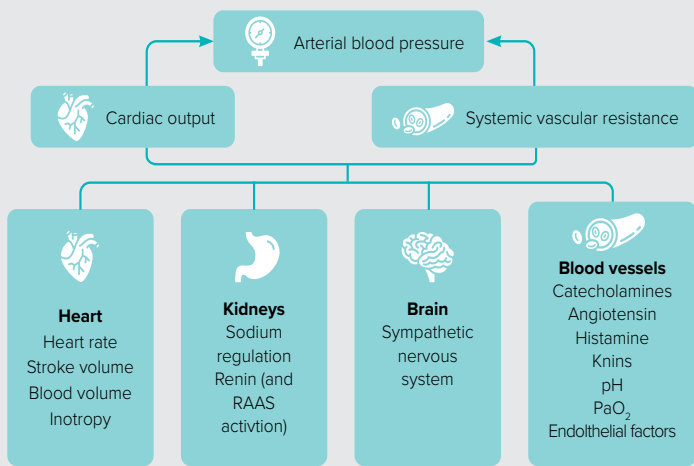 Arterial blood pressure
Cardiac output
Systemic vascular resistance
Heart
Heart rate
Stroke volume
Blood volume
Inotropy
Kidneys
Sodium
regulation
Renin (and
RAAS
activtion)
Brain
Sympathetic
nervous
system
Blood vessels
Catecholamines
Angiotensin
Histamine
Knins
pH
PaO₂
Endolthelial factors